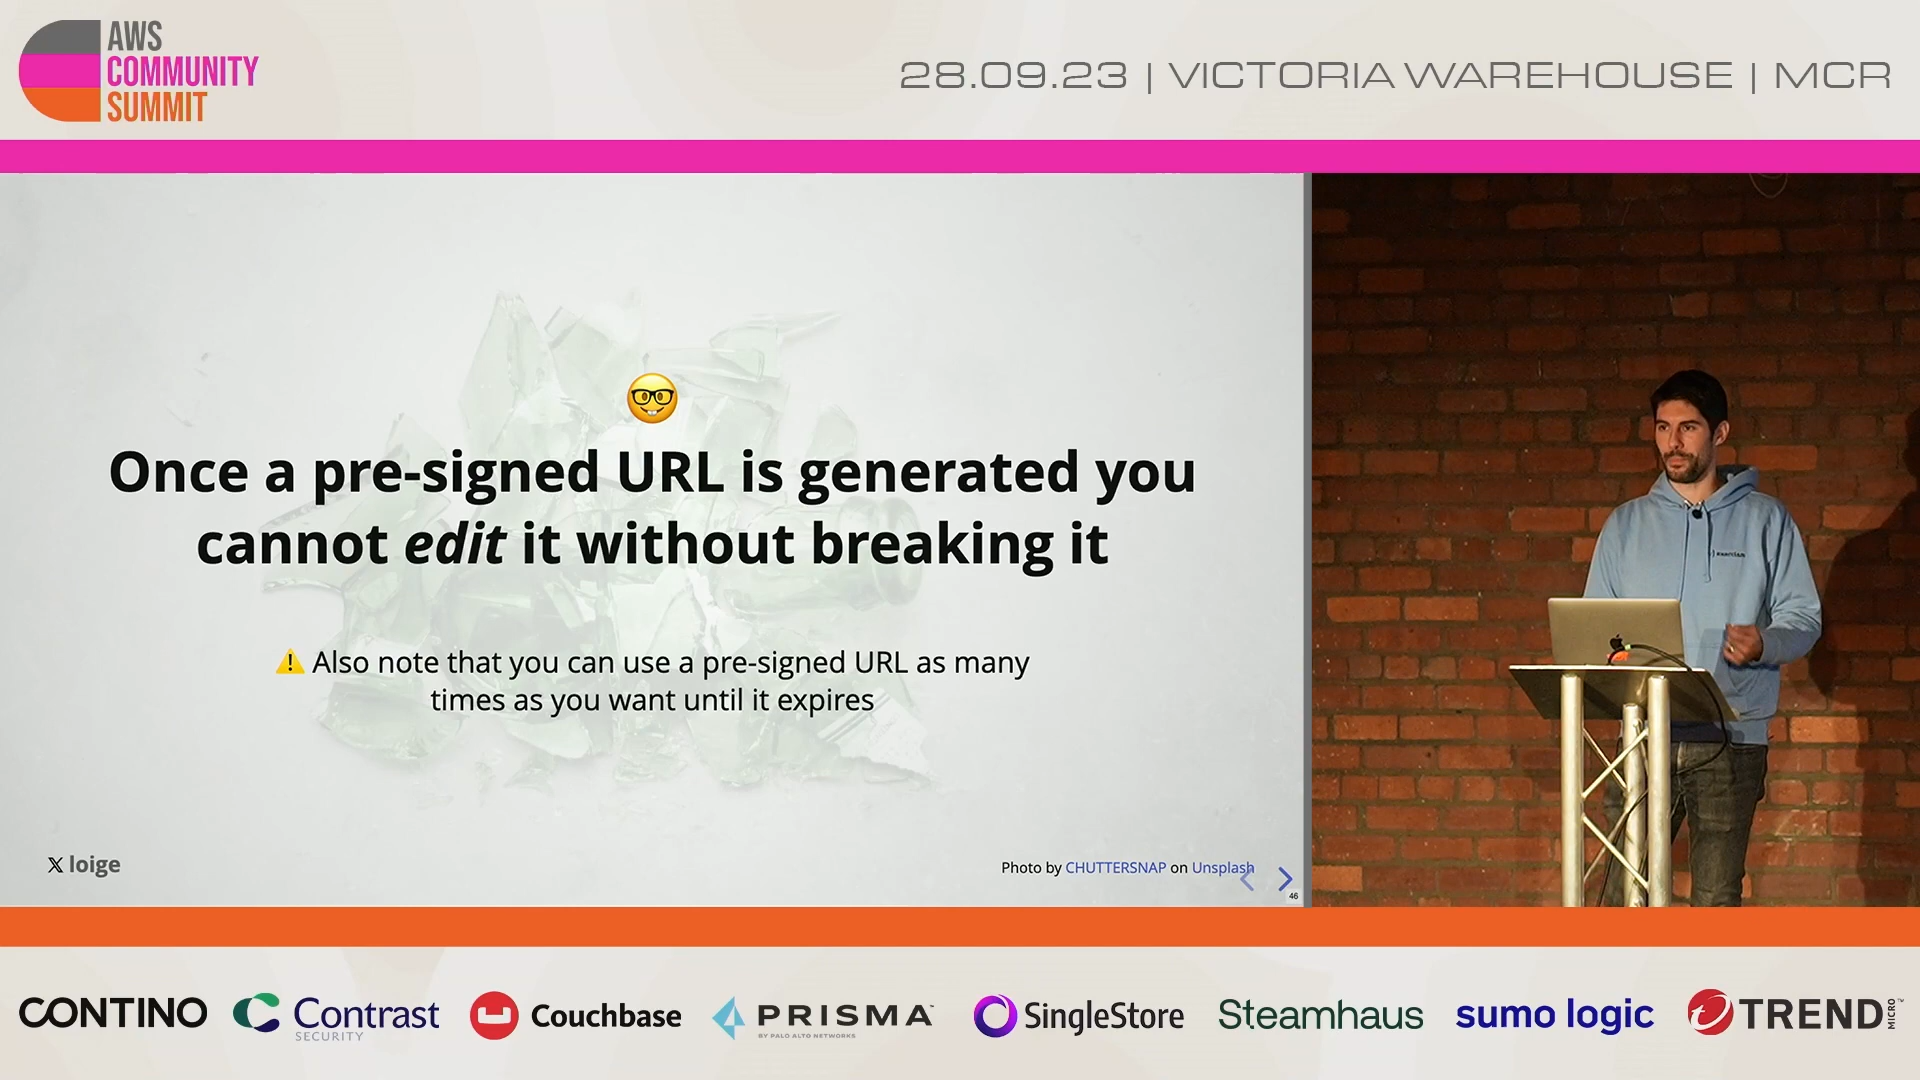 AWS
COMMUNITY
SUMMIT
28.09.23 | VICTORIA WAREHOUSE | MCR
Once a pre-signed URL is generated you
cannot edit it without breaking it
⚠️ Also note that you can use a pre-signed URL as many
times as you want until it expires
X loige
Photo by CHUTTERSNAP on Unsplash
46
CONTINO
Contrast
SECURITY
Couchbase
PRISMA™
BY PALO ALTO NETWORKS
SingleStore
Steamhaus
sumo logic
TREND
MICRO™